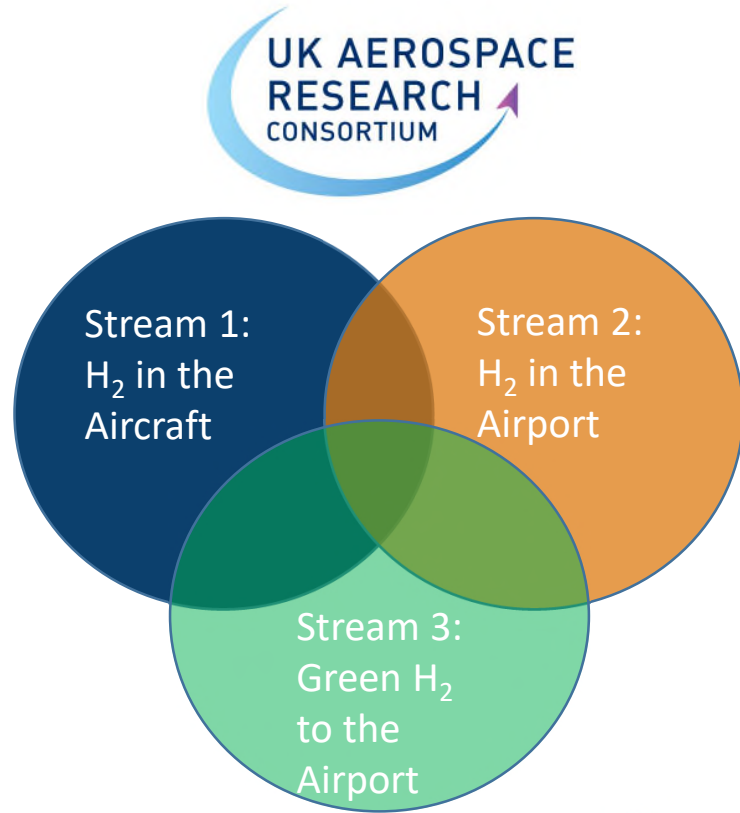 UK AEROSPACE
RESEARCH
CONSORTIUM
Stream 1:
H₂ in the
Aircraft
Stream 2:
H₂ in the
Airport
Stream 3:
Green H₂
to the
Airport